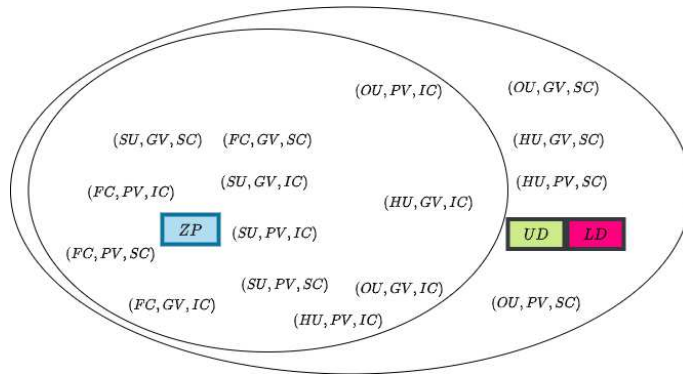 (OU, PV, IC)
(OU, GV, SC)
(SU, GV, SC)
(FC, GV, SC)
(HU, GV, SC)
(SU, GV, IC)
(HU, PV, SC)
(FC, PV, IC)
(HU, GV, IC)
ZP
(SU, PV, IC)
UD
LD
(FC, PV, SC)
(SU, PV, SC)
(OU, GV, IC)
(FC, GV, IC)
(OU, PV, SC)
(HU, PV, IC)